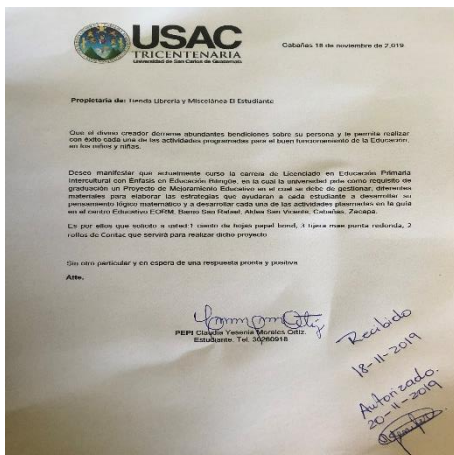 USAC
TRICENTENARIA
Universidad de San Carlos de Guatemala
Cabañas 18 de noviembre de 2,019
Propietaria de: Tienda Librería y Miscelánea El Estudiante
Que el divino creador derrame abundantes bendiciones sobre su persona y le permita realizar
con éxito cada una de las actividades programadas para el buen funcionamiento de la Educación,
en los niños y niñas.
Deseo manifestar que actualmente curso la carrera de Licenciado en Educación Primaria
Intercultural con Énfasis en Educación Bilingüe, en la cual la universidad pide como requisito de
graduación un Proyecto de Mejoramiento Educativo en el cual se debe de gestionar, diferentes
materiales para elaborar las estrategias que ayudaran a cada estudiante a desarrollar su
pensamiento lógico matemático y a desarrollar cada una de las actividades plasmadas en la guía
en el centro Educativo EORM, Barrio San Rafael, Aldea San Vicente, Cabañas, Zacapa.
Es por ellos que solicito a usted:1 ciento de hojas papel bond, 3 tijera mae punta redonda, 2
rollos de Contac que servirá para realizar dicho proyecto
Sin otro particular y en espera de una respuesta pronta y positiva
Atte.
PEPI Claudia Yesenia Morales Ortiz.
Estudiante. Tel. 30260918
Recibido
18-11-2019
Autorizado.
20-11-2019